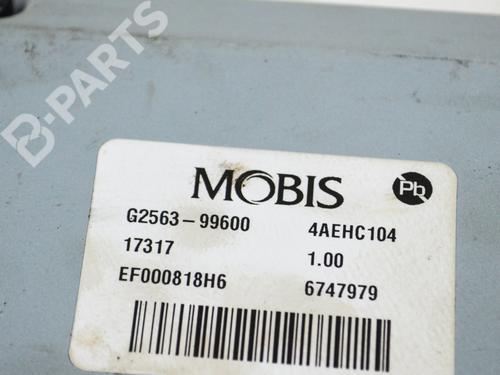 B-PARTS
MOBIS Pb
G2563-99600 4AEHC104
17317 1.00
EF000818H6 6747979